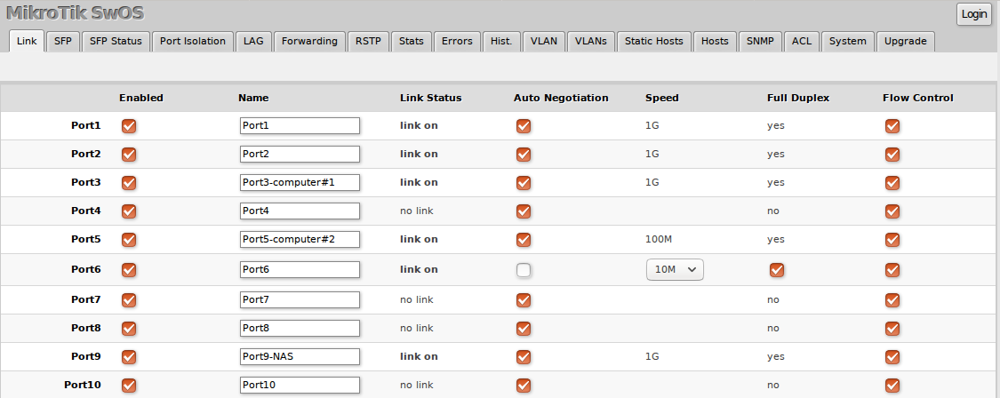 MikroTik SwOS
Login
Link SFP SFP Status Port Isolation LAG Forwarding RSTP Stats Errors Hist. VLAN VLANs Static Hosts Hosts SNMP ACL System Upgrade
Enabled Name Link Status Auto Negotiation Speed Full Duplex Flow Control
Port1 Port1 link on 1G yes
Port2 Port2 link on 1G yes
Port3 Port3-computer#1 link on 1G yes
Port4 Port4 no link no
Port5 Port5-computer#2 link on 100M yes
Port6 Port6 link on 10M
Port7 Port7 no link no
Port8 Port8 no link no
Port9 Port9-NAS link on 1G yes
Port10 Port10 no link no